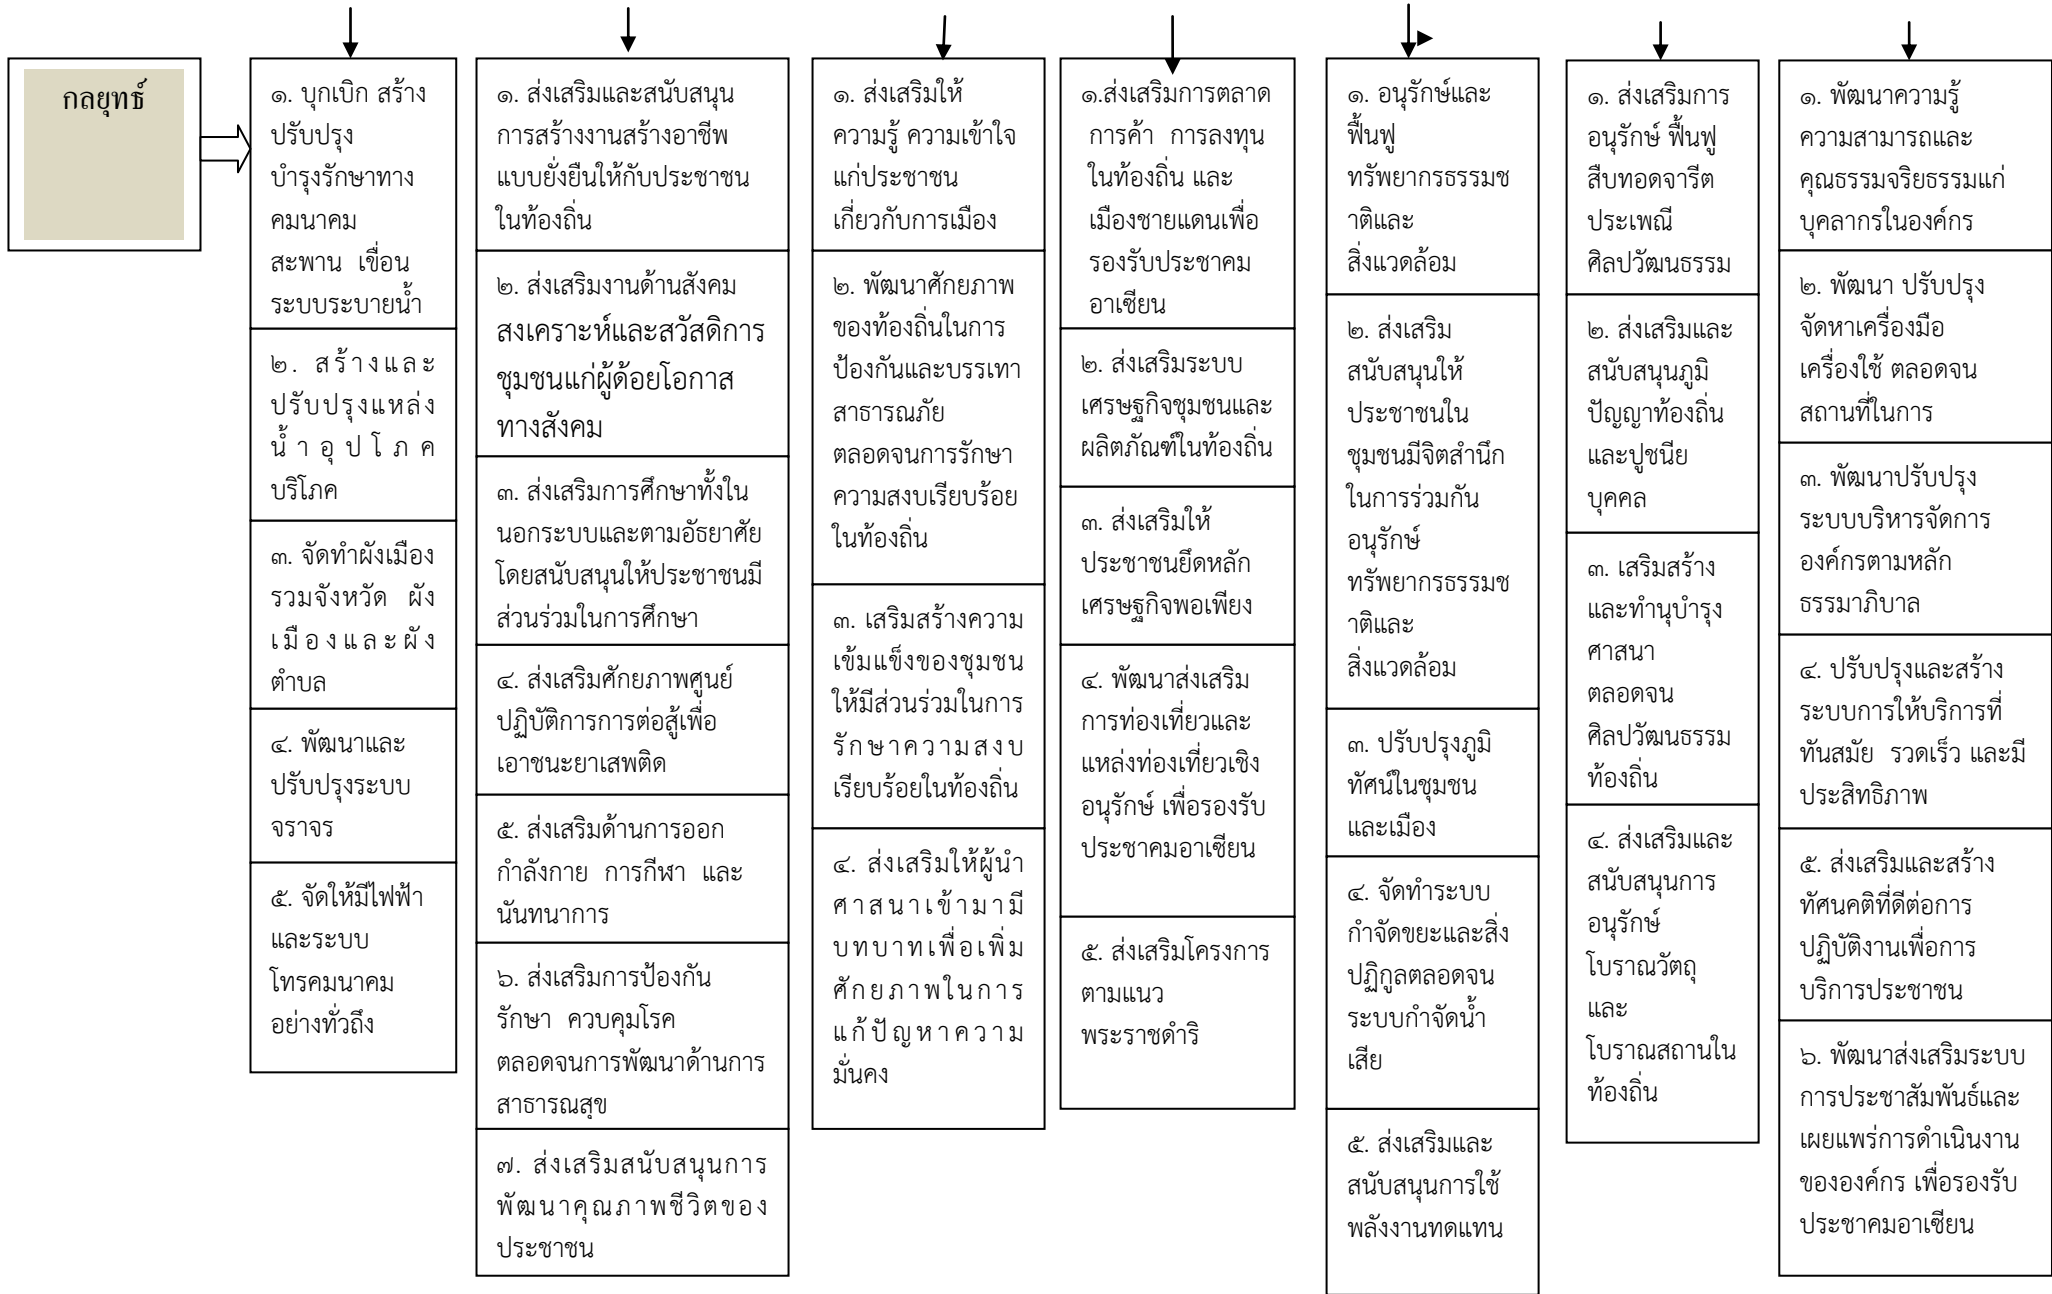 กลยุทธ์
๑. บุกเบิก สร้าง
ปรับปรุง
บำรุงรักษาทาง
คมนาคม
สะพาน เขื่อน
ระบบระบายน้ำ
๒. สร้างและ
ปรับปรุงแหล่ง
น้ำอุปโภค
บริโภค
๓. จัดทำผังเมือง
รวมจังหวัด ผัง
เมืองและผัง
ตำบล
๔. พัฒนาและ
ปรับปรุงระบบ
จราจร
๕. จัดให้มีไฟฟ้า
และระบบ
โทรคมนาคม
อย่างทั่วถึง
๑. ส่งเสริมและสนับสนุน
การสร้างงานสร้างอาชีพ
แบบยั่งยืนให้กับประชาชน
ในท้องถิ่น
๒. ส่งเสริมงานด้านสังคม
สงเคราะห์และสวัสดิการ
ชุมชนแก่ผู้ด้อยโอกาส
ทางสังคม
๓. ส่งเสริมการศึกษาทั้งใน
นอกระบบและตามอัธยาศัย
โดยสนับสนุนให้ประชาชนมี
ส่วนร่วมในการศึกษา
๔. ส่งเสริมศักยภาพศูนย์
ปฏิบัติการการต่อสู้เพื่อ
เอาชนะยาเสพติด
๕. ส่งเสริมด้านการออก
กำลังกาย การกีฬา และ
นันทนาการ
๖. ส่งเสริมการป้องกัน
รักษา ควบคุมโรค
ตลอดจนการพัฒนาด้านการ
สาธารณสุข
๗. ส่งเสริมสนับสนุนการ
พัฒนาคุณภาพชีวิตของ
ประชาชน
๑. ส่งเสริมให้
ความรู้ ความเข้าใจ
แก่ประชาชน
เกี่ยวกับการเมือง
๒. พัฒนาศักยภาพ
ของท้องถิ่นในการ
ป้องกันและบรรเทา
สาธารณภัย
ตลอดจนการรักษา
ความสงบเรียบร้อย
ในท้องถิ่น
๓. เสริมสร้างความ
เข้มแข็งของชุมชน
ให้มีส่วนร่วมในการ
รักษาความสงบ
เรียบร้อยในท้องถิ่น
๔. ส่งเสริมให้ผู้นำ
ศาสนาเข้ามามี
บทบาทเพื่อเพิ่ม
ศักยภาพในการ
แก้ปัญหาความ
มั่นคง
๑.ส่งเสริมการตลาด
การค้า การลงทุน
ในท้องถิ่น และ
เมืองชายแดนเพื่อ
รองรับประชาคม
อาเซียน
๒. ส่งเสริมระบบ
เศรษฐกิจชุมชนและ
ผลิตภัณฑ์ในท้องถิ่น
๓. ส่งเสริมให้
ประชาชนยึดหลัก
เศรษฐกิจพอเพียง
๔. พัฒนาส่งเสริม
การท่องเที่ยวและ
แหล่งท่องเที่ยวเชิง
อนุรักษ์ เพื่อรองรับ
ประชาคมอาเซียน
๕. ส่งเสริมโครงการ
ตามแนว
พระราชดำริ
๑. อนุรักษ์และ
ฟื้นฟู
ทรัพยากรธรรมช
าติและ
สิ่งแวดล้อม
๒. ส่งเสริม
สนับสนุนให้
ประชาชนใน
ชุมชนมีจิตสำนึก
ในการร่วมกัน
อนุรักษ์
ทรัพยากรธรรมช
าติและ
สิ่งแวดล้อม
๓. ปรับปรุงภูมิ
ทัศน์ในชุมชน
และเมือง
๔. จัดทำระบบ
กำจัดขยะและสิ่ง
ปฏิกูลตลอดจน
ระบบกำจัดน้ำ
เสีย
๕. ส่งเสริมและ
สนับสนุนการใช้
พลังงานทดแทน
๑. ส่งเสริมการ
อนุรักษ์ ฟื้นฟู
สืบทอดจารีต
ประเพณี
ศิลปวัฒนธรรม
๒. ส่งเสริมและ
สนับสนุนภูมิ
ปัญญาท้องถิ่น
และปูชนีย
บุคคล
๓. เสริมสร้าง
และทำนุบำรุง
ศาสนา
ตลอดจน
ศิลปวัฒนธรรม
ท้องถิ่น
๔. ส่งเสริมและ
สนับสนุนการ
อนุรักษ์
โบราณวัตถุ
และ
โบราณสถานใน
ท้องถิ่น
๑. พัฒนาความรู้
ความสามารถและ
คุณธรรมจริยธรรมแก่
บุคลากรในองค์กร
๒. พัฒนา ปรับปรุง
จัดหาเครื่องมือ
เครื่องใช้ ตลอดจน
สถานที่ในการ
๓. พัฒนาปรับปรุง
ระบบบริหารจัดการ
องค์กรตามหลัก
ธรรมาภิบาล
๔. ปรับปรุงและสร้าง
ระบบการให้บริการที่
ทันสมัย รวดเร็ว และมี
ประสิทธิภาพ
๕. ส่งเสริมและสร้าง
ทัศนคติที่ดีต่อการ
ปฏิบัติงานเพื่อการ
บริการประชาชน
๖. พัฒนาส่งเสริมระบบ
การประชาสัมพันธ์และ
เผยแพร่การดำเนินงาน
ขององค์กร เพื่อรองรับ
ประชาคมอาเซียน